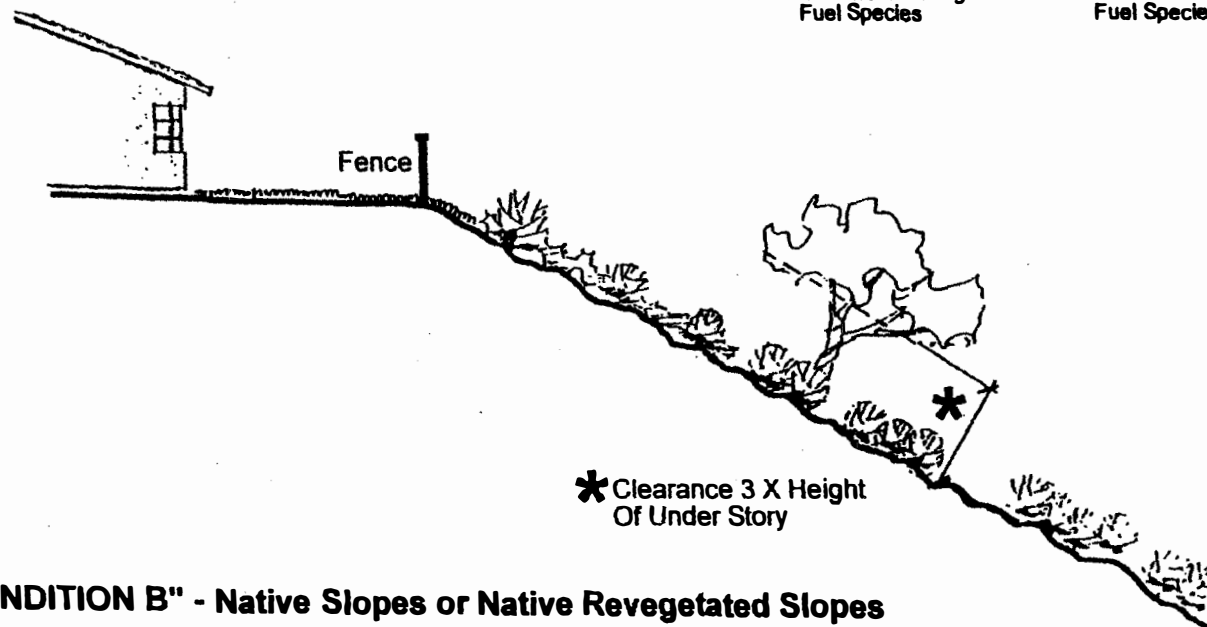 Fuel Species
Fuel Specie
Fence
* Clearance 3 X Height
Of Under Story
*
NDITION B" - Native Slopes or Native Revegetated Slopes